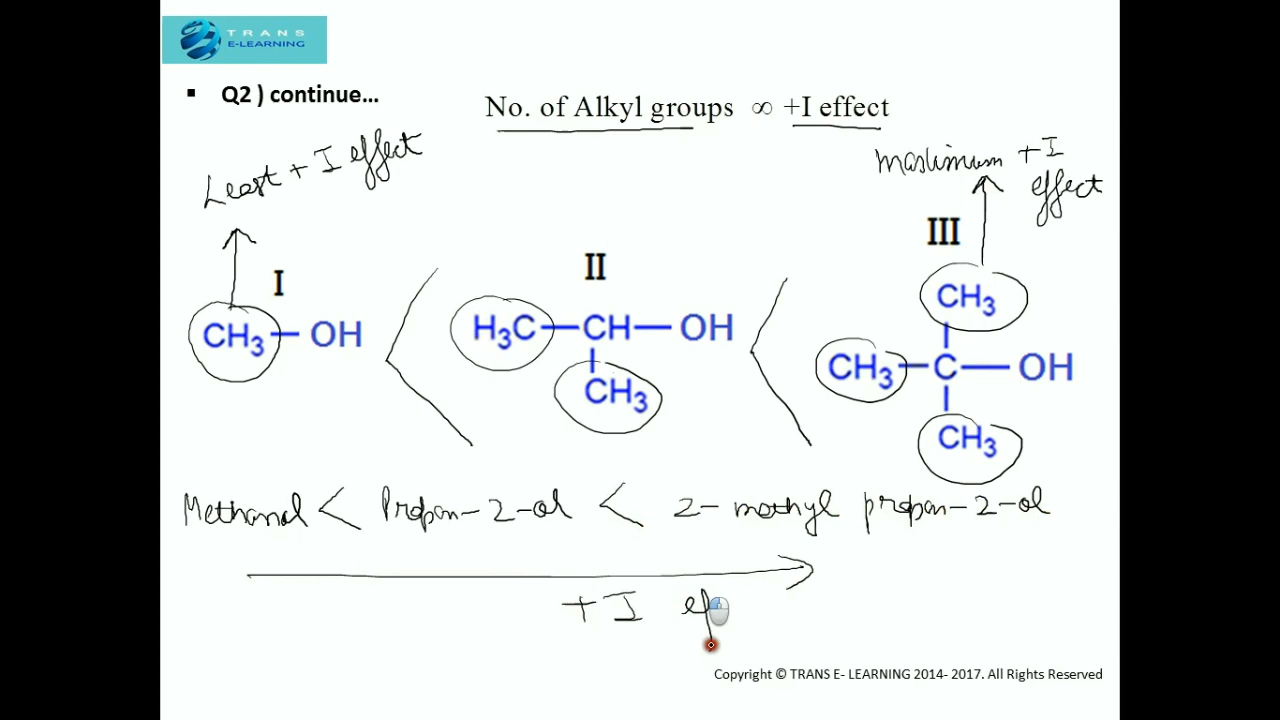 TRANS
E-LEARNING
▪ Q2 ) continue...
No. of Alkyl groups ∞ +I effect
Least + I effect
maximum + I
effect
I
II
III
CH3 — OH
H3C — CH — OH
CH3
CH3
CH3 — C — OH
CH3
Methanol < Propan-2-ol < 2-methyl propan-2-ol
+ I ef
Copyright © TRANS E- LEARNING 2014- 2017. All Rights Reserved